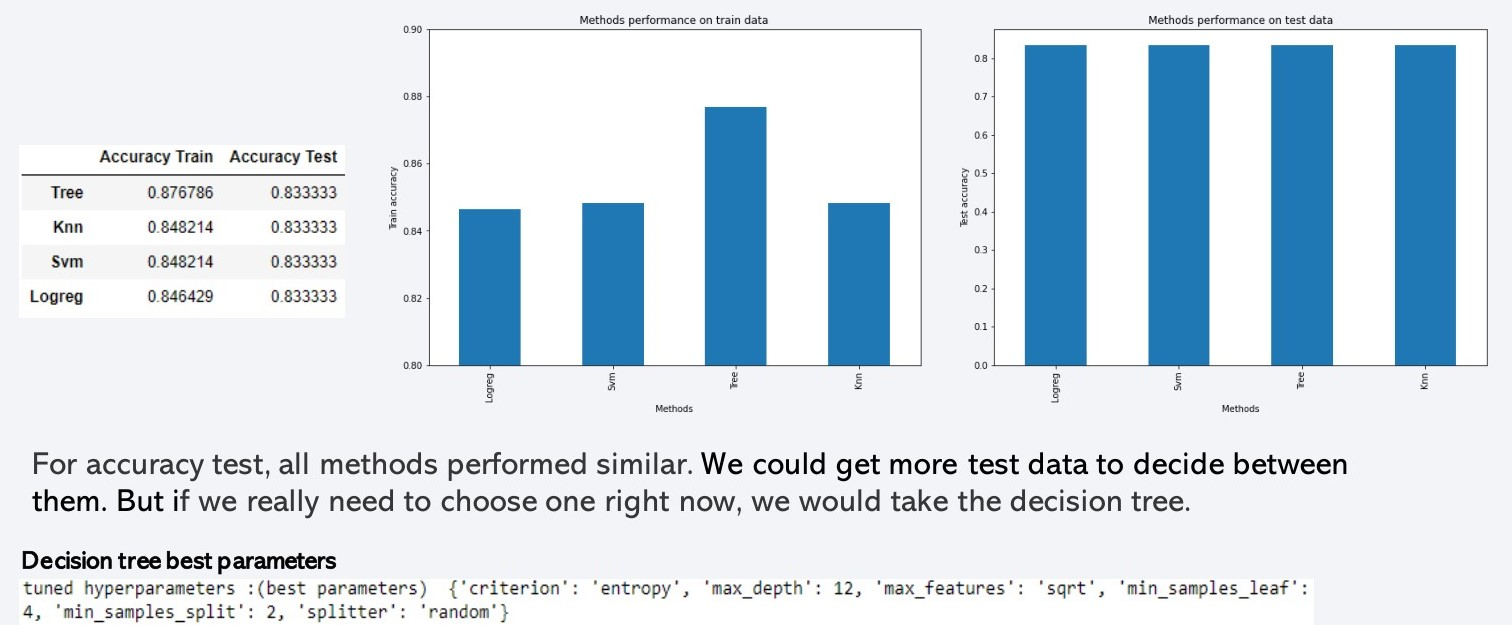 Accuracy Train Accuracy Test
Tree 0.876786 0.833333
Knn 0.848214 0.833333
Svm 0.848214 0.833333
Logreg 0.846429 0.833333
Methods performance on train data
Train accuracy
0.90
0.88
0.86
0.84
0.82
0.80
Logreg
Svm
Tree
Knn
Methods
Methods performance on test data
Test accuracy
0.8
0.7
0.6
0.5
0.4
0.3
0.2
0.1
0.0
Logreg
Svm
Tree
Knn
Methods
For accuracy test, all methods performed similar. We could get more test data to decide between
them. But if we really need to choose one right now, we would take the decision tree.
Decision tree best parameters
tuned hyperparameters :(best parameters)  {'criterion': 'entropy', 'max_depth': 12, 'max_features': 'sqrt', 'min_samples_leaf':
4, 'min_samples_split': 2, 'splitter': 'random'}